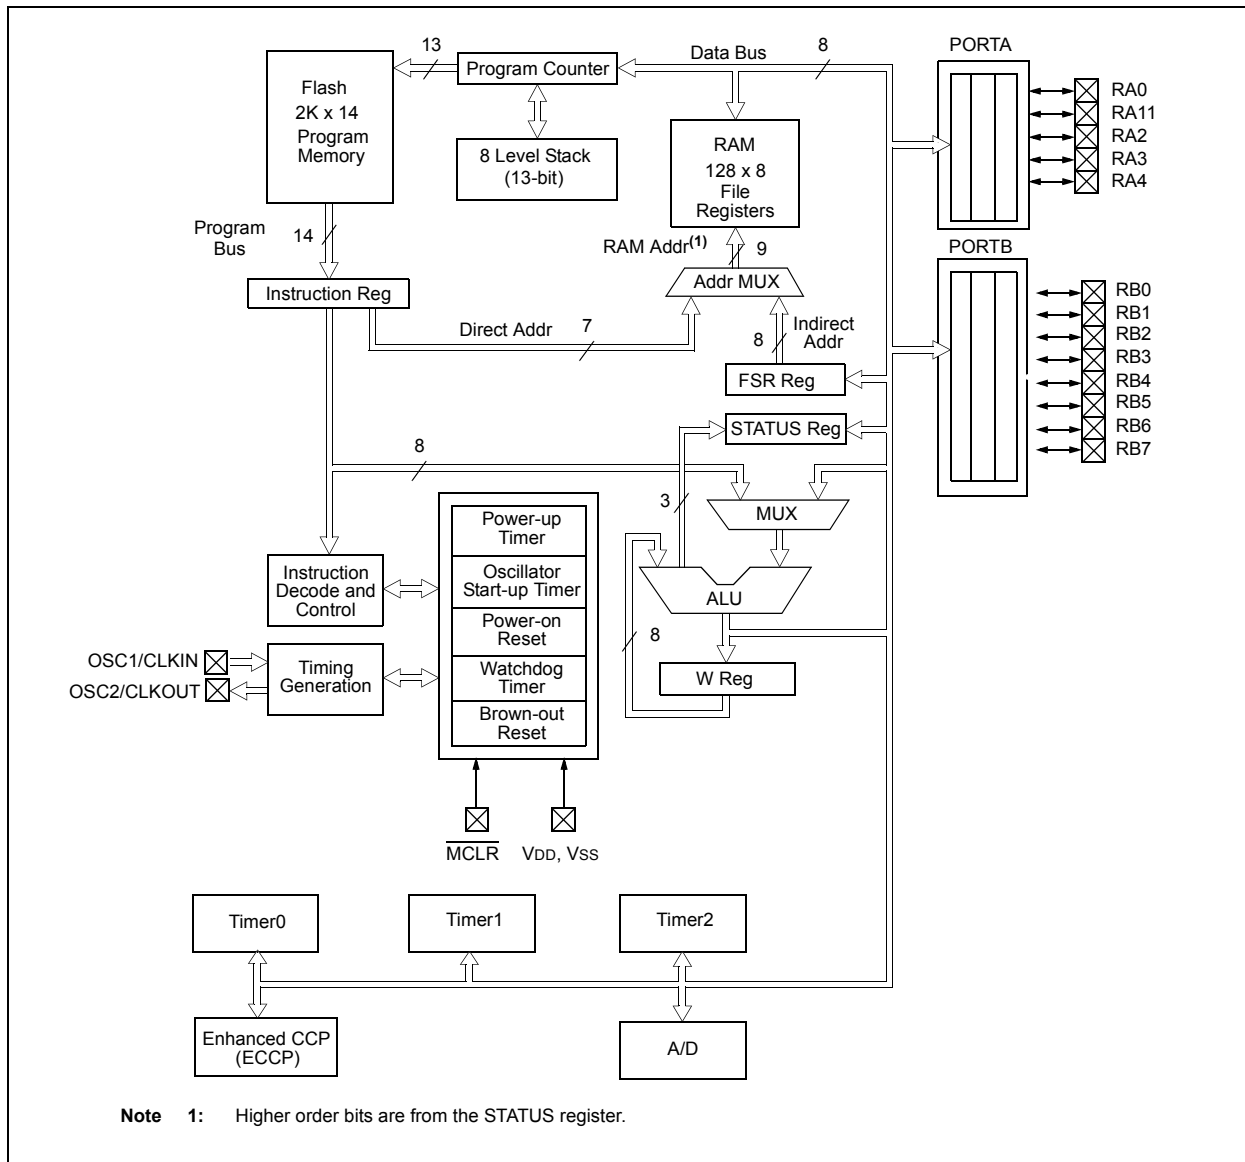 13
Data Bus
8
PORTA
Flash
2K x 14
Program
Memory
Program Counter
8 Level Stack
(13-bit)
RAM
128 x 8
File
Registers
RA0
RA11
RA2
RA3
RA4
Program
Bus
14
RAM Addr(1)
9
PORTB
Instruction Reg
Addr MUX
Direct Addr
7
8
Indirect
Addr
FSR Reg
RB0
RB1
RB2
RB3
RB4
RB5
RB6
RB7
STATUS Reg
8
3
MUX
Power-up
Timer
Oscillator
Start-up Timer
Power-on
Reset
Watchdog
Timer
Brown-out
Reset
Instruction
Decode and
Control
ALU
8
OSC1/CLKIN
OSC2/CLKOUT
Timing
Generation
W Reg
MCLR
VDD, VSS
Timer0
Timer1
Timer2
Enhanced CCP
(ECCP)
A/D
Note 1: Higher order bits are from the STATUS register.